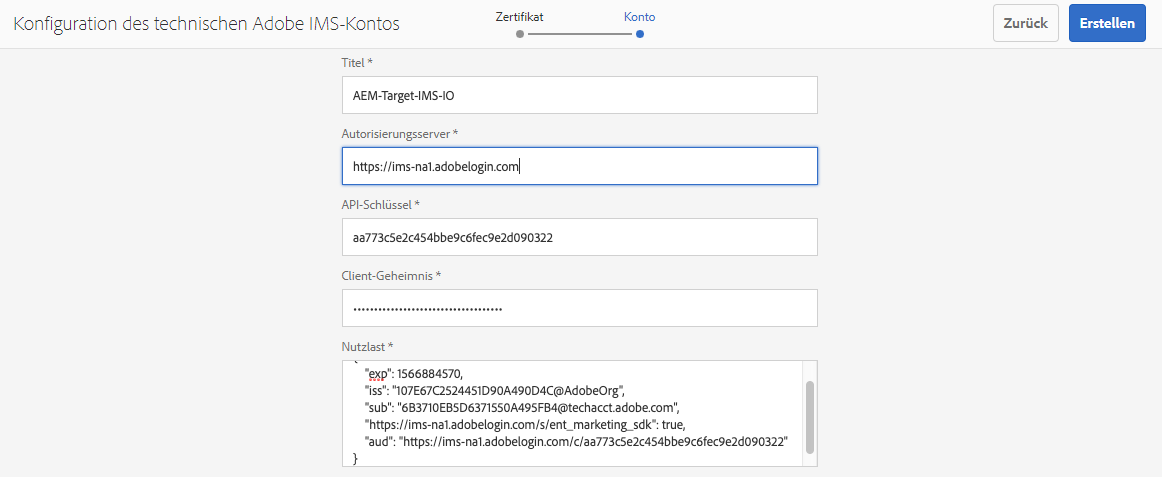 Konfiguration des technischen Adobe IMS-Kontos
Zertifikat
Konto
Zurück
Erstellen
Titel *
AEM-Target-IMS-IO
Autorisierungsserver *
https://ims-na1.adobelogin.com
API-Schlüssel *
aa773c5e2c454bbe9c6fec9e2d090322
Client-Geheimnis *
Nutzlast *
"exp": 1566884570,
"iss": "107E67C2524451D90A490D4C@AdobeOrg",
"sub": "6B3710EB5D6371550A495FB4@techacct.adobe.com",
"https://ims-na1.adobelogin.com/s/ent_marketing_sdk": true,
"aud": "https://ims-na1.adobelogin.com/c/aa773c5e2c454bbe9c6fec9e2d090322"
}